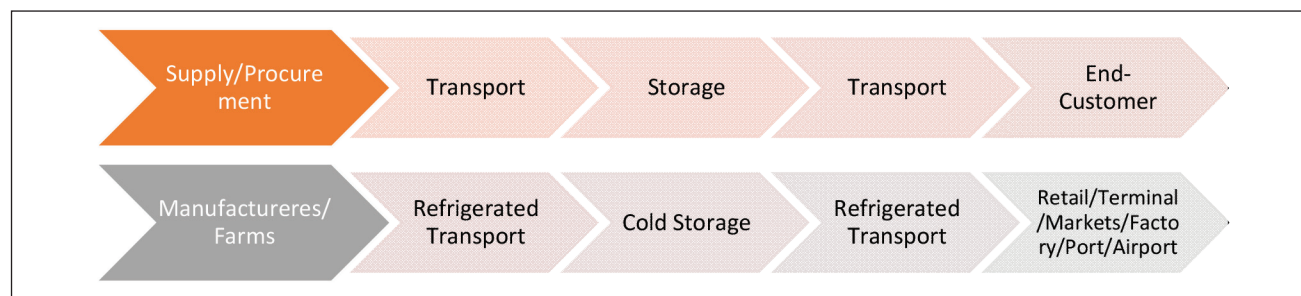 Supply/Procure
ment
Transport
Storage
Transport
End-
Customer
Manufactureres/
Farms
Refrigerated
Transport
Cold Storage
Refrigerated
Transport
Retail/Terminal
/Markets/Facto
ry/Port/Airport